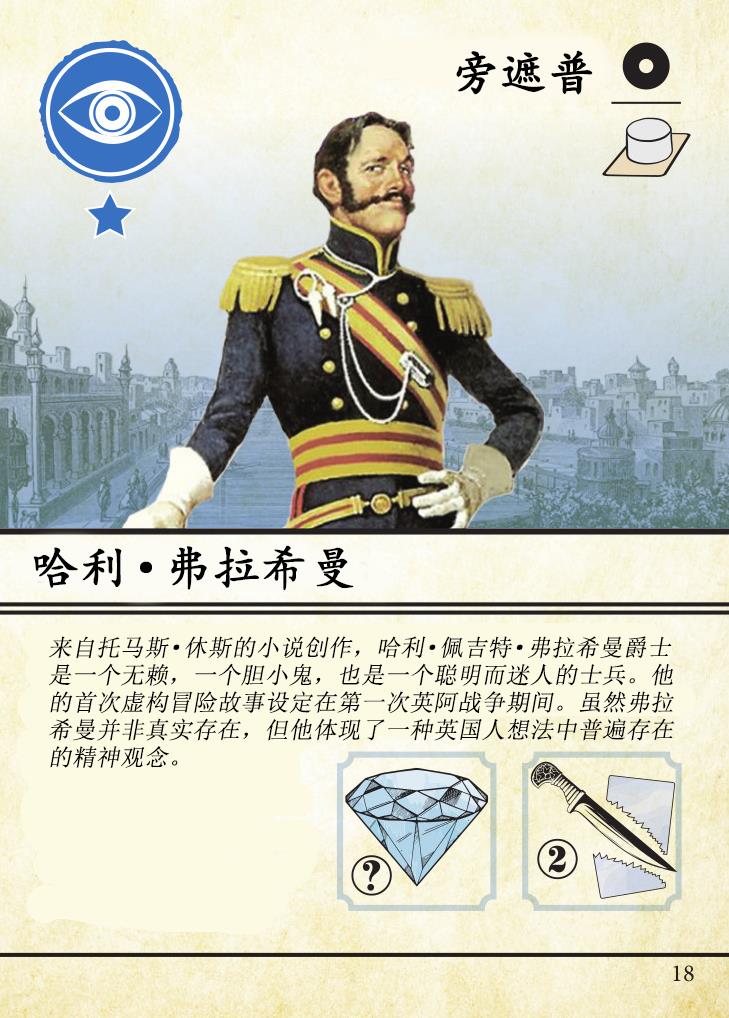 旁遮普
哈利·弗拉希曼
来自托马斯·休斯的小说创作，哈利·佩吉特·弗拉希曼爵士
是一个无赖，一个胆小鬼，也是一个聪明而迷人的士兵。他
的首次虚构冒险故事设定在第一次英阿战争期间。虽然弗拉
希曼并非真实存在，但他体现了一种英国人想法中普遍存在
的精神观念。
?
2
18